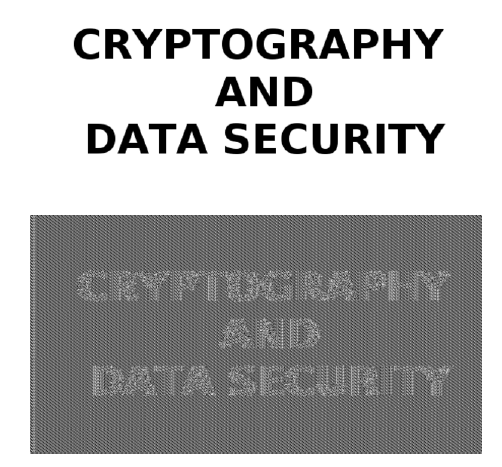 CRYPTOGRAPHY
AND
DATA SECURITY
CRYPTOGRAPHY
AND
DATA SECURITY